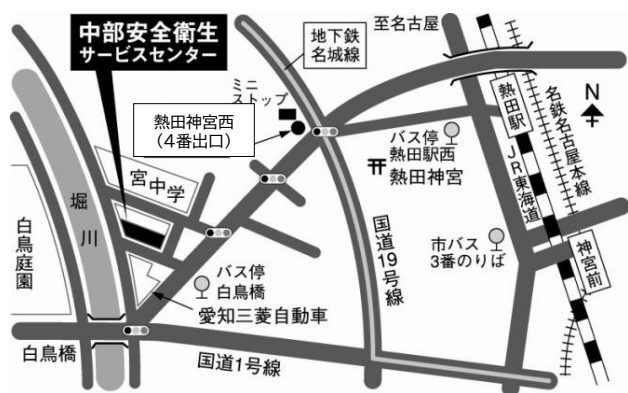 中部安全衛生
サービスセンター
地下鉄
名城線
至名古屋
ミニ
ストップ
熱田神宮西
（4番出口）
熱田駅
名鉄名古屋本線
N
バス停
熱田駅西
熱田神宮
JR東海道
宮中学
堀川
白鳥庭園
国道19号線
市バス
3番のりば
神宮前
バス停
白鳥橋
愛知三菱自動車
白鳥橋
国道1号線